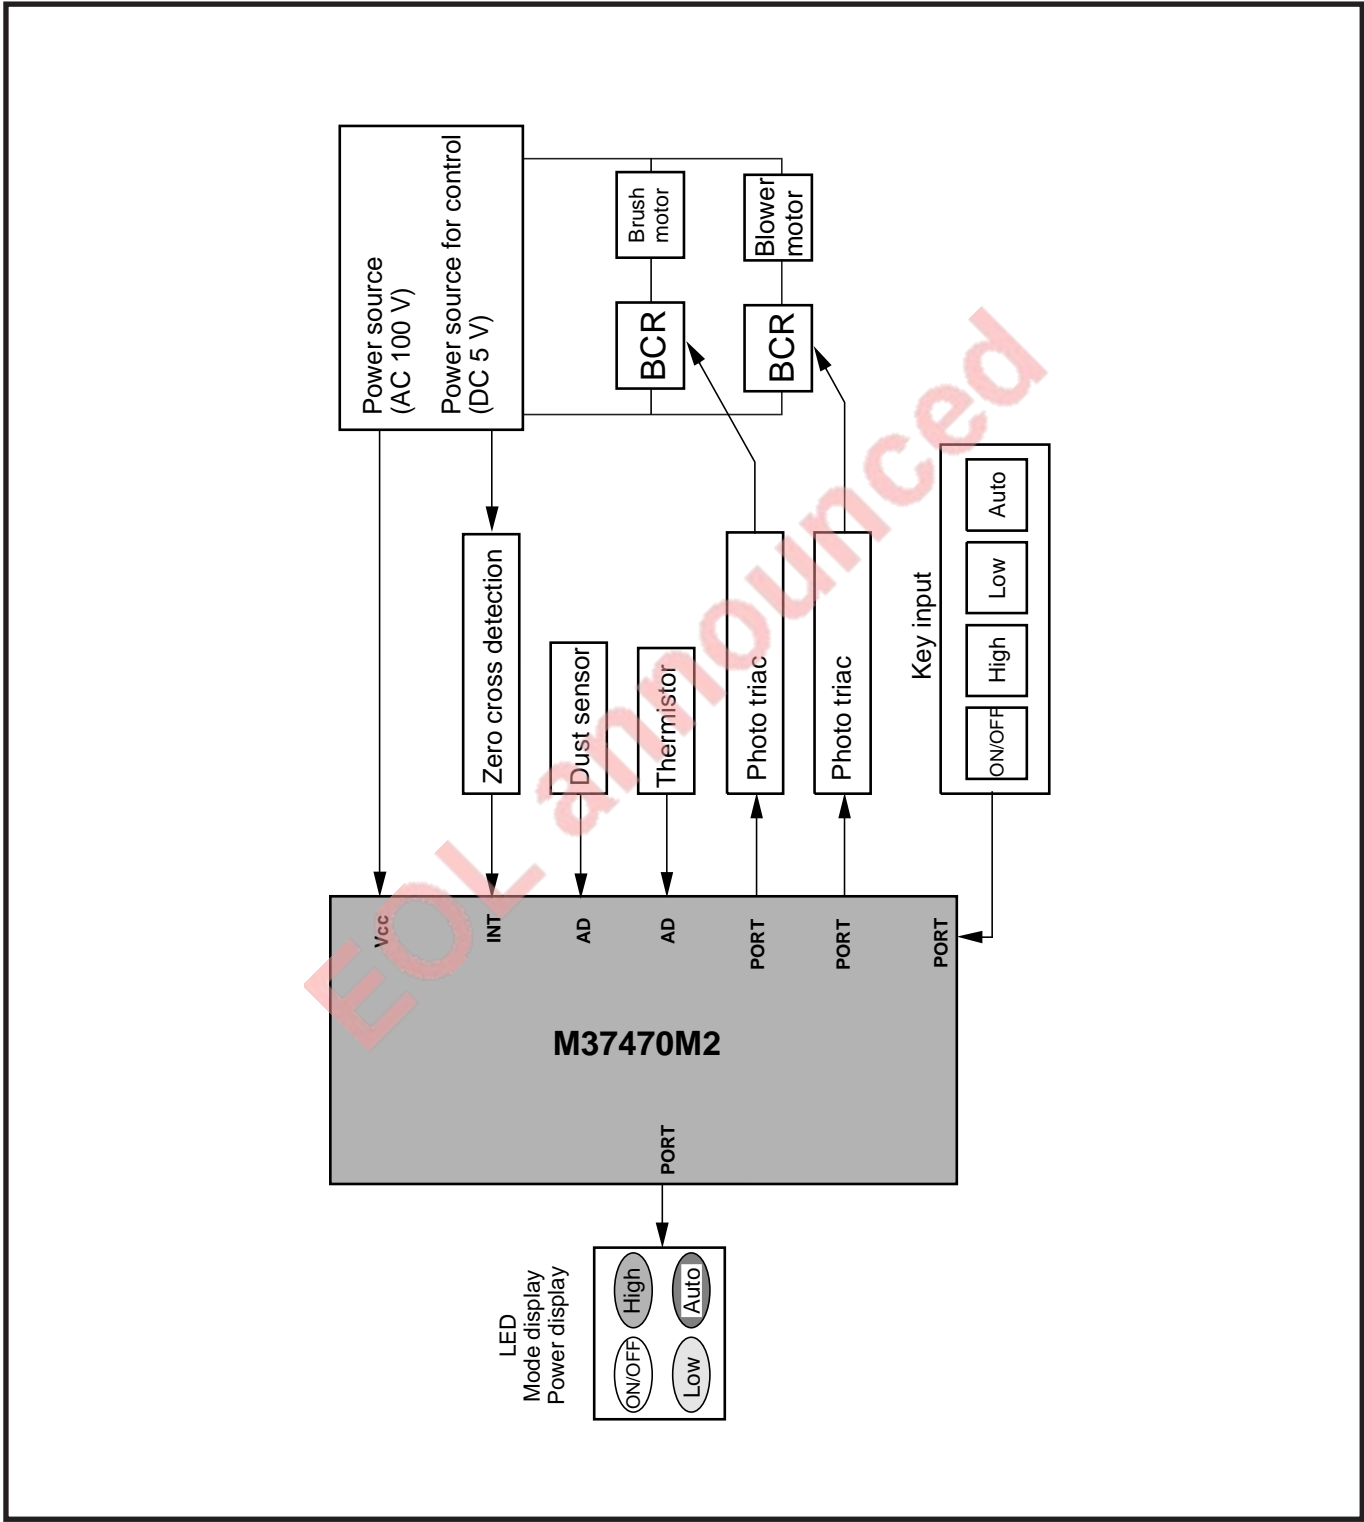 Power source
(AC 100 V)
Power source for control
(DC 5 V)
Brush
motor
Blower
motor
BCR
BCR
Zero cross detection
Dust sensor
Thermistor
Photo triac
Photo triac
Key input
ON/OFF
High
Low
Auto
Vcc
INT
AD
AD
PORT
PORT
PORT
M37470M2
PORT
LED
Mode display
Power display
ON/OFF
High
Low
Auto
EOL announced